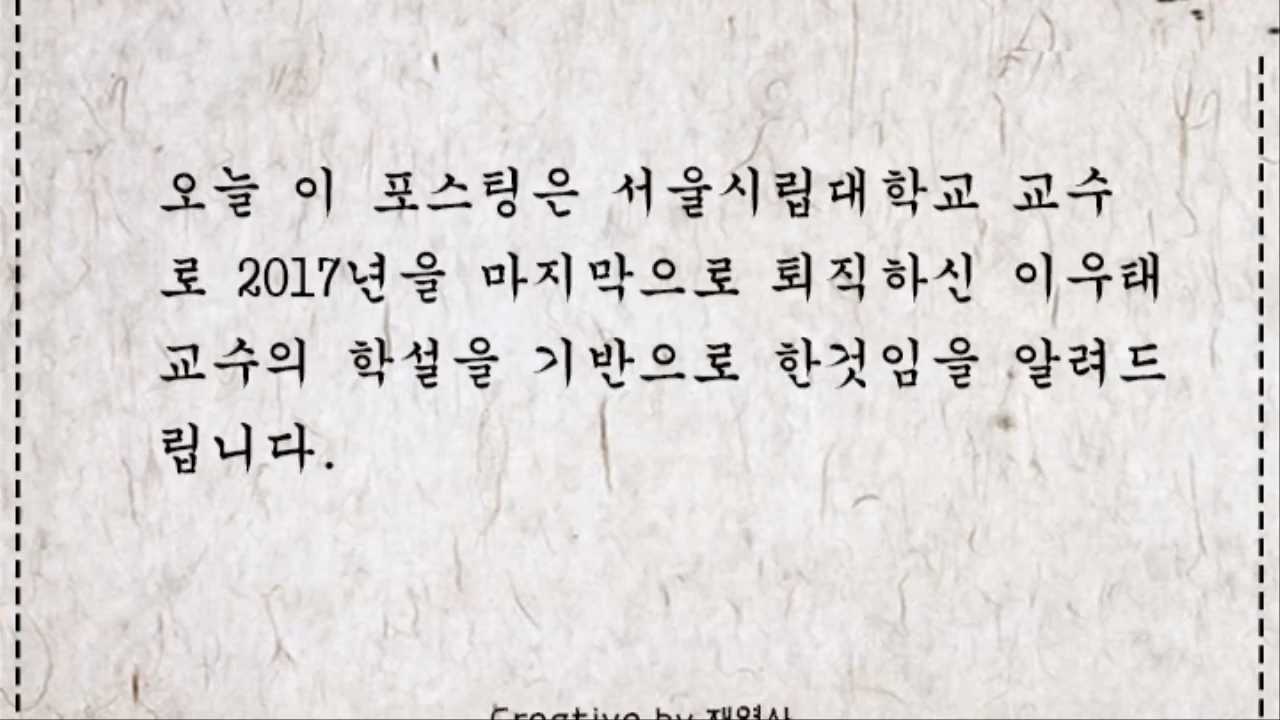 오늘 이 포스팅은 서울시립대학교 교수
로 2017년을 마지막으로 퇴직하신 이우태
교수의 학설을 기반으로 한것임을 알려드
립니다.
Creative by